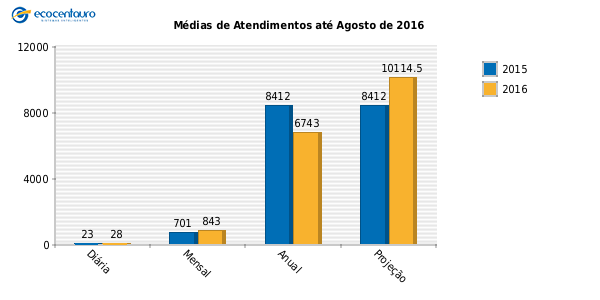 ecocentauro
Médias de Atendimentos até Agosto de 2016
12000
8000
4000
0
23
28
701
843
8412
6743
8412
10114.5
Diária
Mensal
Anual
Projeção
2015
2016